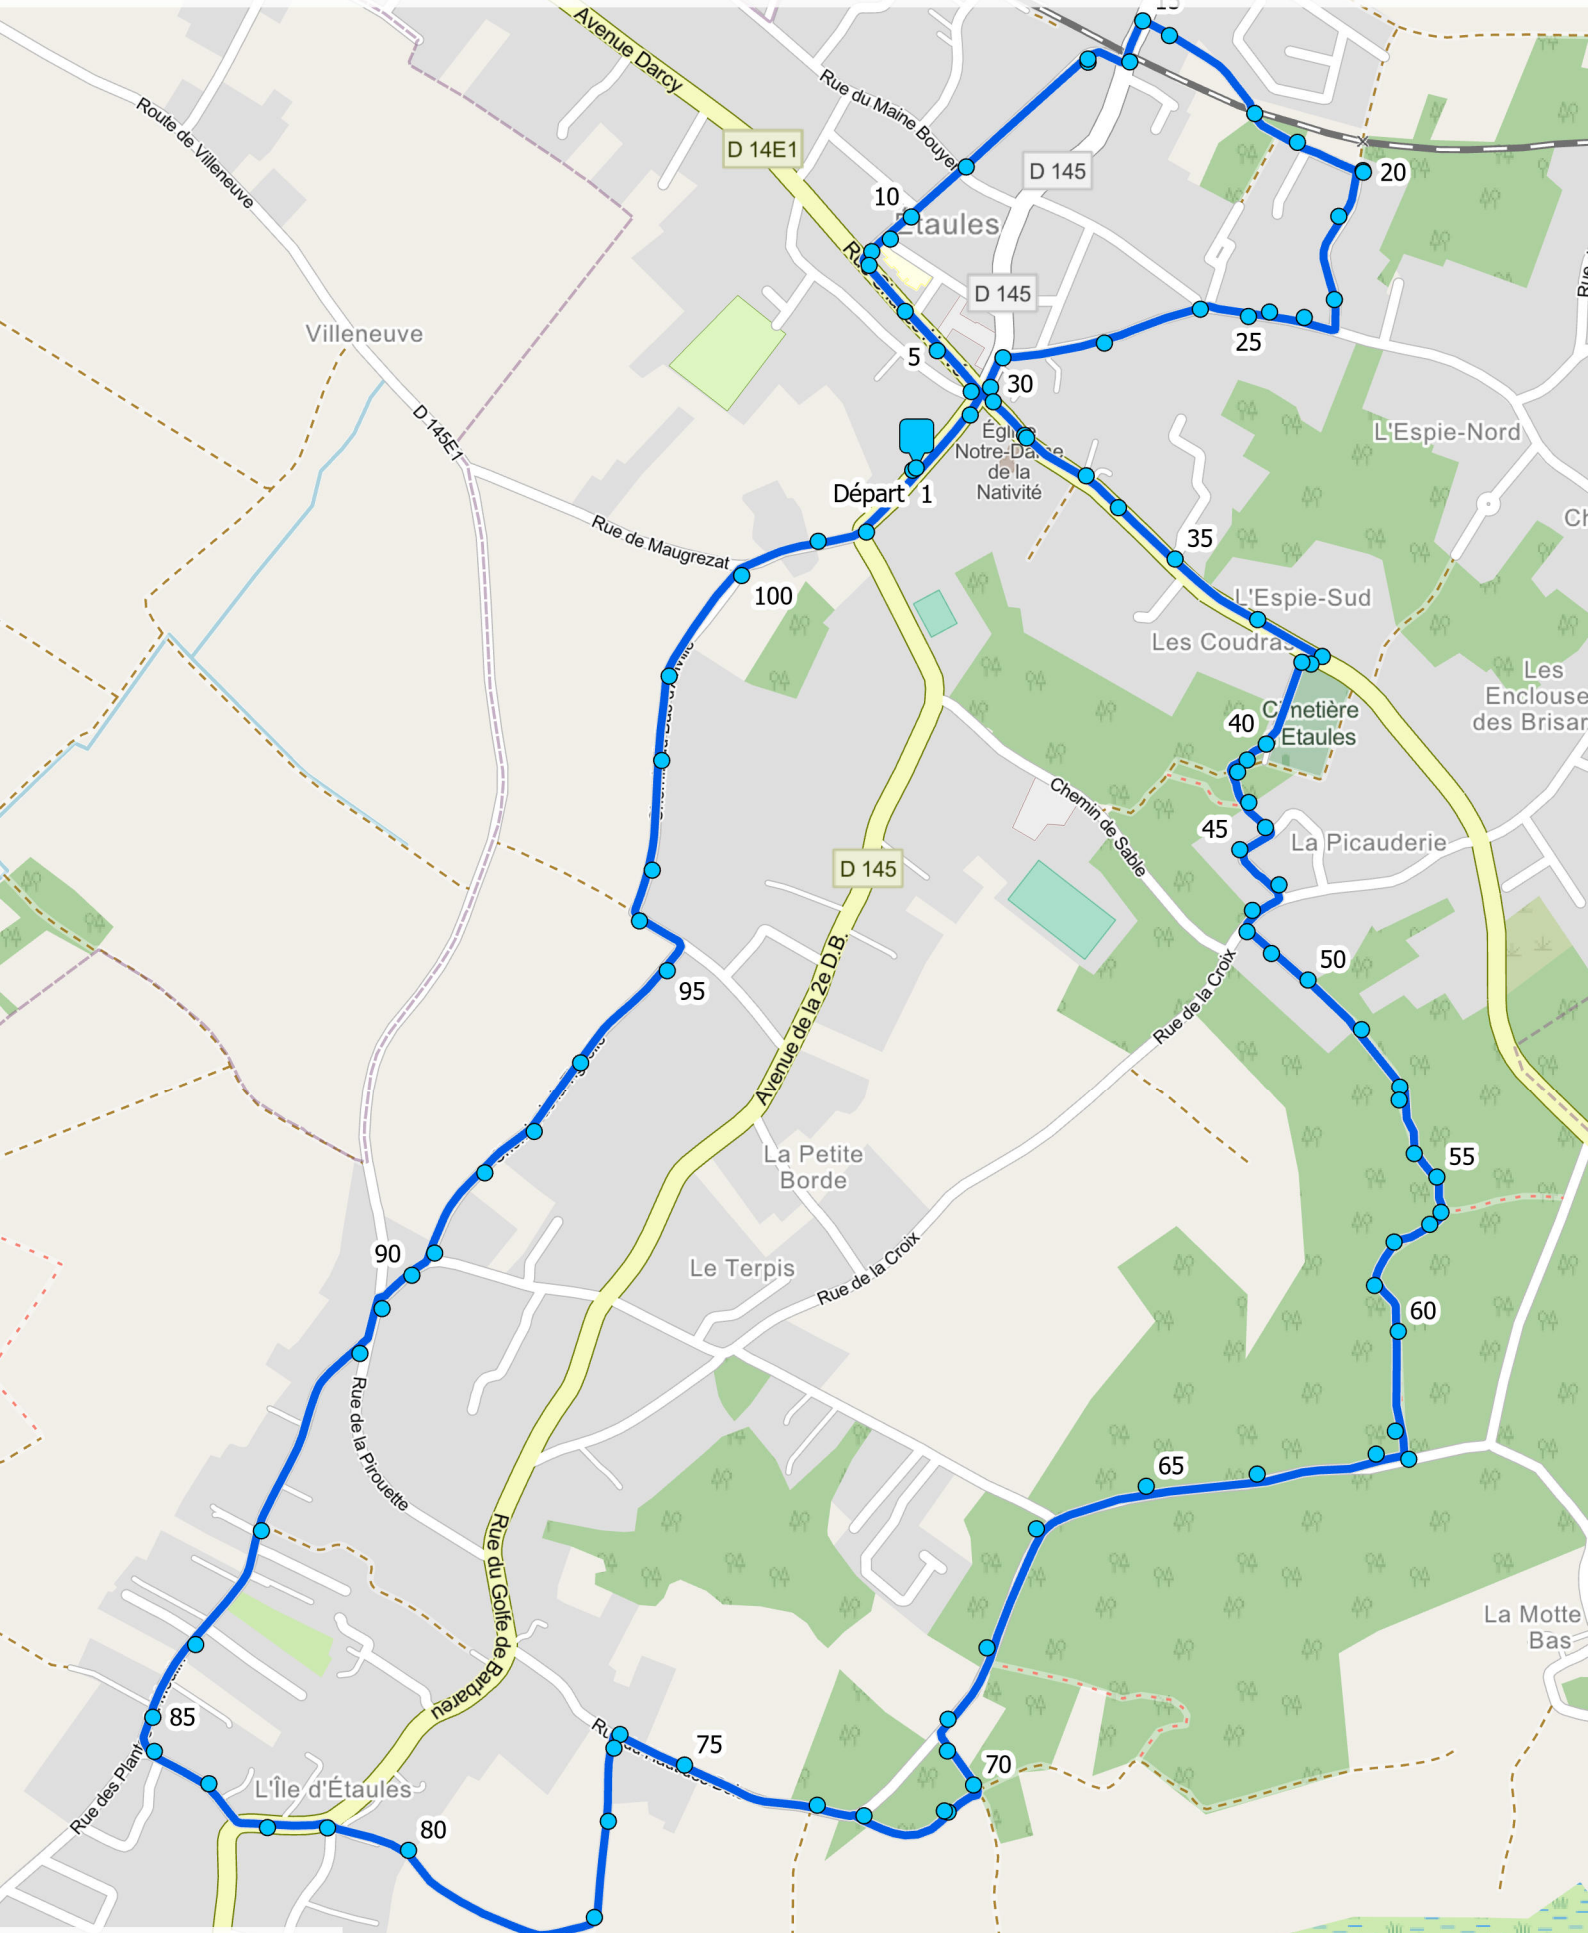 Avenue Darcy
Rue du Maine Bouyer
Route de Villeneuve
D 14E1
D 145
20
10
Étaules
D 145
Villeneuve
25
5
30
D 145E1
L'Espie-Nord
Église
Notre-Dame
de la
Nativité
Départ
1
Rue de Maugrezat
35
100
L'Espie-Sud
Les Coudras
Les
Enclouse
des Brisar
40
Cimetière
Etaules
Chemin de Sable
45
La Picauderie
D 145
50
95
Rue de la Croix
Avenue de la 2e D.B.
55
La Petite
Borde
90
Le Terpis
Rue de la Croix
60
Rue de la Pirouette
65
Rue du Golfe de Barbareu
La Motte
Bas
85
75
70
L'Île d'Étaules
Rue des Plant
80